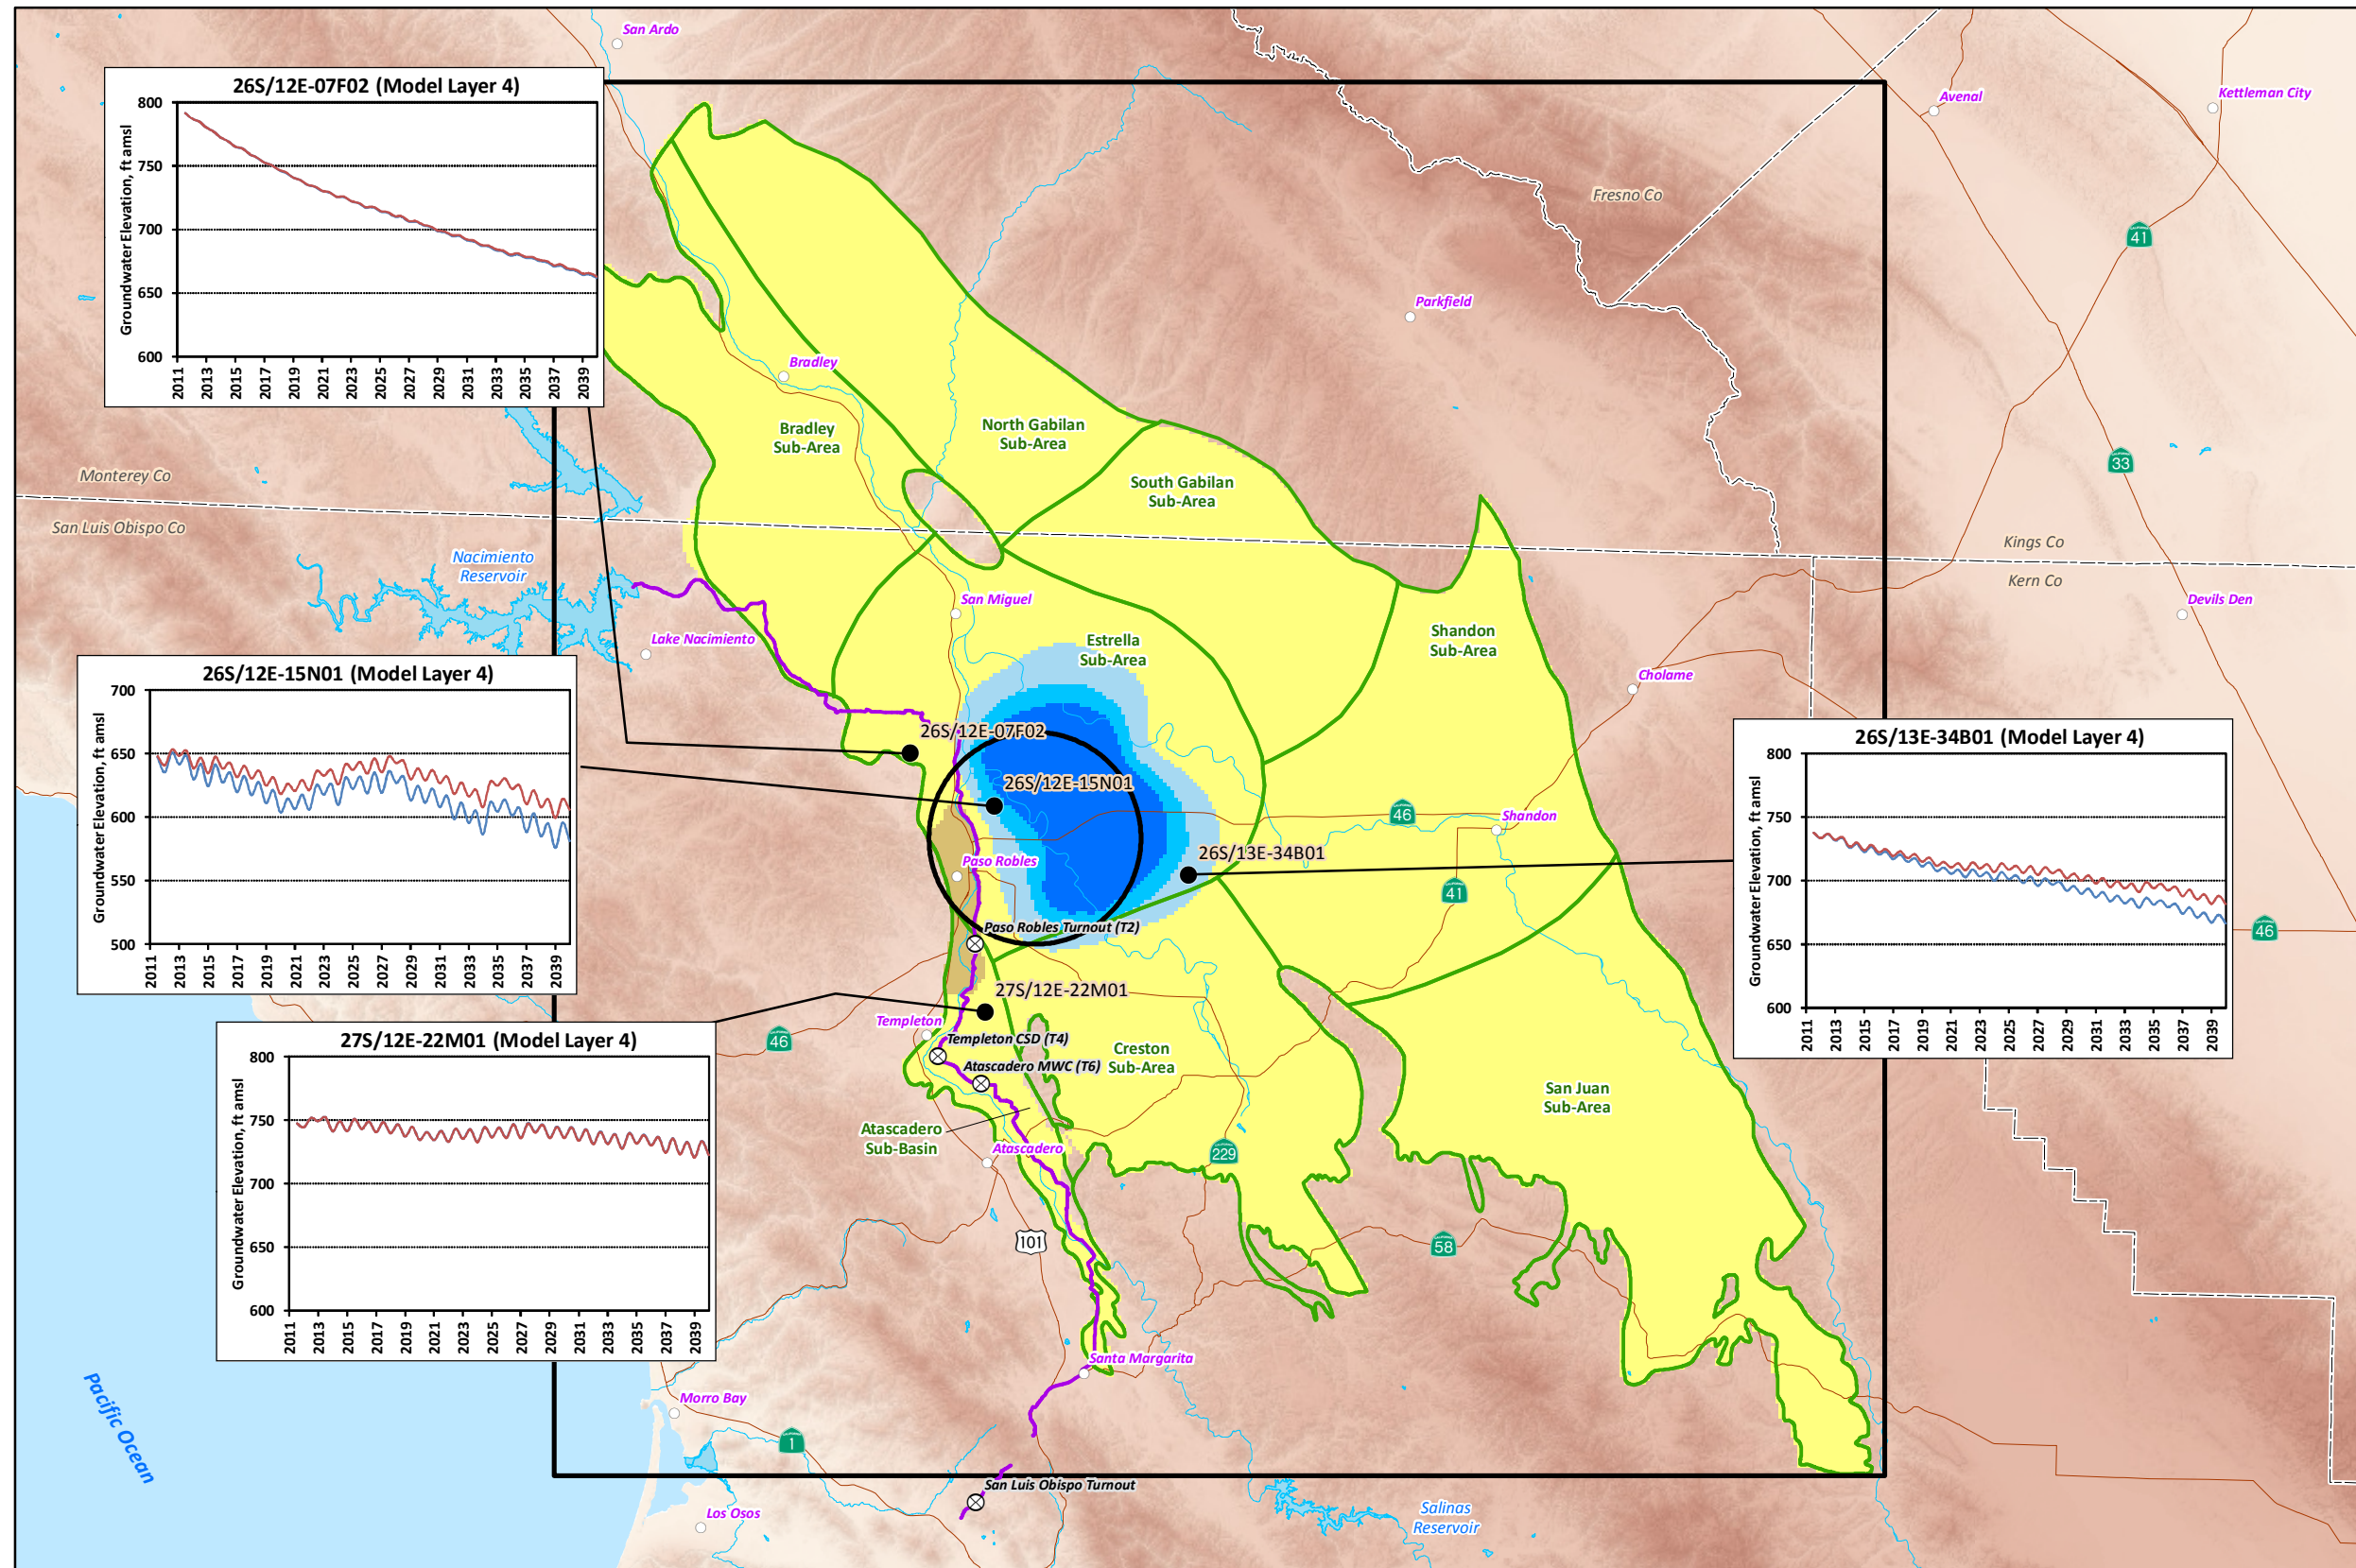 San Ardo
26S/12E-07F02 (Model Layer 4)
Groundwater Elevation, ft amsl
800
750
700
650
600
2011
2013
2015
2017
2019
2021
2023
2025
2027
2029
2031
2033
2035
2037
2039
Avenal
Kettleman City
Fresno Co
41
Parkfield
Bradley
Bradley
Sub-Area
North Gabilan
Sub-Area
South Gabilan
Sub-Area
33
Monterey Co
San Luis Obispo Co
Kings Co
Kern Co
Nacimiento
Reservoir
Devils Den
San Miguel
Lake Nacimiento
Estrella
Sub-Area
Shandon
Sub-Area
Cholame
26S/12E-15N01 (Model Layer 4)
Groundwater Elevation, ft amsl
700
650
600
550
500
2011
2013
2015
2017
2019
2021
2023
2025
2027
2029
2031
2033
2035
2037
2039
26S/12E-07F02
26S/12E-15N01
46
Shandon
26S/13E-34B01
Paso Robles
41
26S/13E-34B01 (Model Layer 4)
Groundwater Elevation, ft amsl
800
750
700
650
600
2011
2013
2015
2017
2019
2021
2023
2025
2027
2029
2031
2033
2035
2037
2039
46
Paso Robles Turnout (T2)
27S/12E-22M01
Templeton
46
Templeton CSD (T4)
Atascadero MWC (T6)
Creston
Sub-Area
San Juan
Sub-Area
27S/12E-22M01 (Model Layer 4)
Groundwater Elevation, ft amsl
800
750
700
650
600
2011
2013
2015
2017
2019
2021
2023
2025
2027
2029
2031
2033
2035
2037
2039
Atascadero
Sub-Basin
Atascadero
CALIFORNIA
229
101
58
Santa Margarita
Pacific Ocean
Morro Bay
1
San Luis Obispo Turnout
Los Osos
Salinas
Reservoir